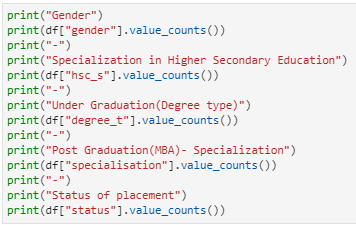 print("Gender")
print(df["gender"].value_counts())
print("-")
print("Specialization in Higher Secondary Education")
print(df["hsc_s"].value_counts())
print("-")
print("Under Graduation(Degree type)")
print(df["degree_t"].value_counts())
print("-")
print("Post Graduation(MBA)- Specialization")
print(df["specialisation"].value_counts())
print("-")
print("Status of placement")
print(df["status"].value_counts())